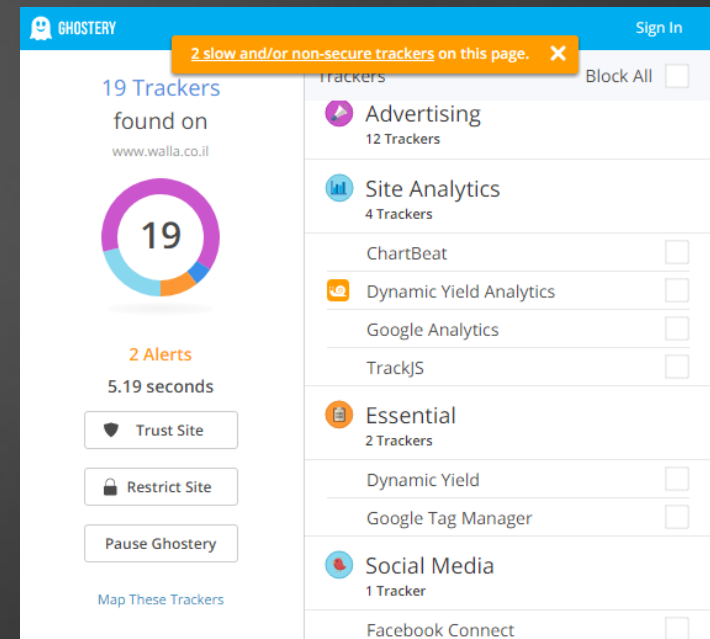 GHOSTERY
Sign In
2 slow and/or non-secure trackers on this page.
19 Trackers
found on
www.walla.co.il
19
2 Alerts
5.19 seconds
Trust Site
Restrict Site
Pause Ghostery
Map These Trackers
Trackers
Block All
Advertising
12 Trackers
Site Analytics
4 Trackers
ChartBeat
Dynamic Yield Analytics
Google Analytics
TrackJS
Essential
2 Trackers
Dynamic Yield
Google Tag Manager
Social Media
1 Tracker
Facebook Connect